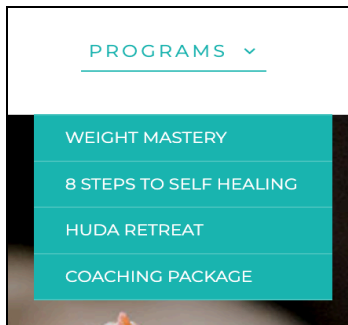 PROGRAMS
WEIGHT MASTERY
8 STEPS TO SELF HEALING
HUDA RETREAT
COACHING PACKAGE